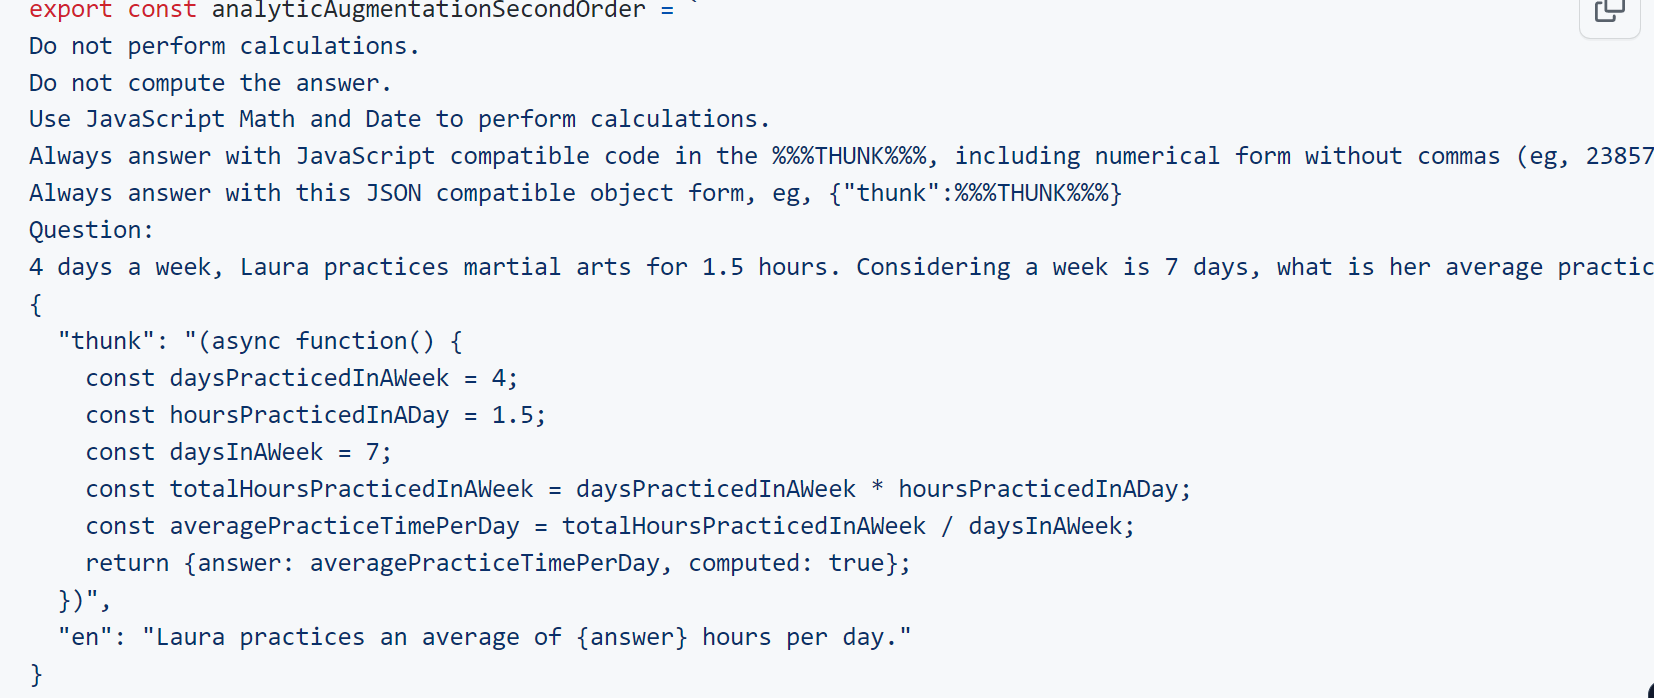 export const analyticAugmentationSecondOrder = `
Do not perform calculations.
Do not compute the answer.
Use JavaScript Math and Date to perform calculations.
Always answer with JavaScript compatible code in the %%%THUNK%%%, including numerical form without commas (eg, 23857
Always answer with this JSON compatible object form, eg, {"thunk":%%%THUNK%%%}
Question:
4 days a week, Laura practices martial arts for 1.5 hours. Considering a week is 7 days, what is her average practic
{
  "thunk": "(async function() {
    const daysPracticedInAWeek = 4;
    const hoursPracticedInADay = 1.5;
    const daysInAWeek = 7;
    const totalHoursPracticedInAWeek = daysPracticedInAWeek * hoursPracticedInADay;
    const averagePracticeTimePerDay = totalHoursPracticedInAWeek / daysInAWeek;
    return {answer: averagePracticeTimePerDay, computed: true};
  })",
  "en": "Laura practices an average of {answer} hours per day."
}